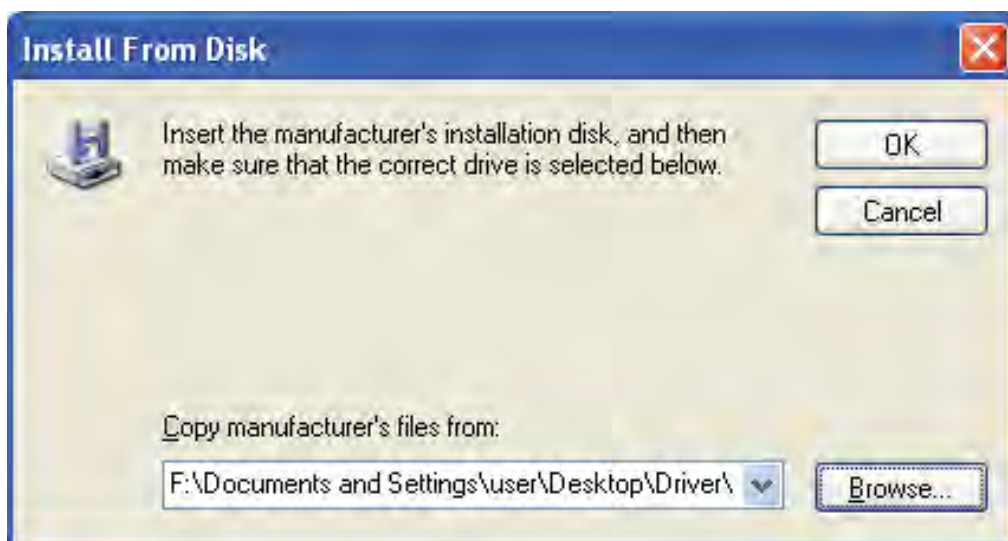 Install From Disk
Insert the manufacturer's installation disk, and then
make sure that the correct drive is selected below.
OK
Cancel
Copy manufacturer's files from:
F:\Documents and Settings\user\Desktop\Driver\
Browse...